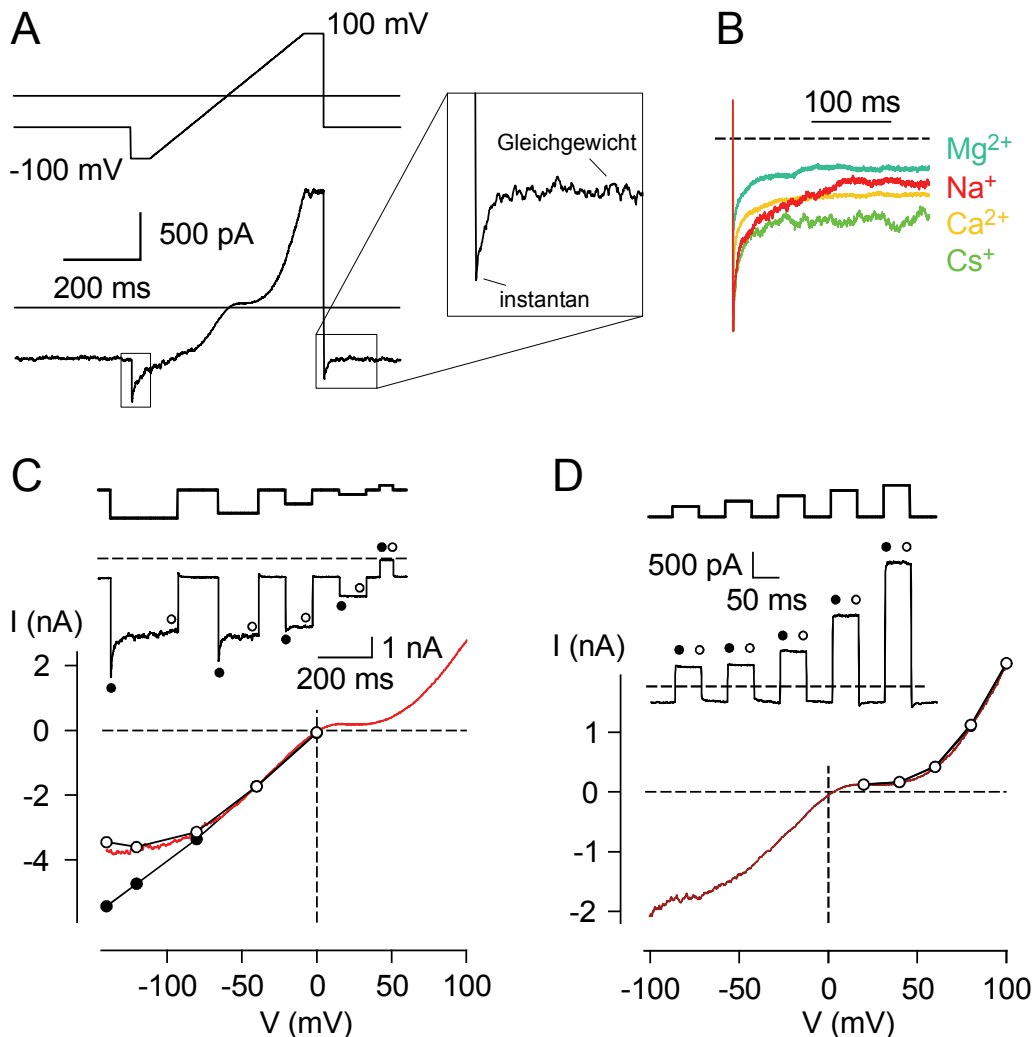 A
100 mV
-100 mV
500 pA
200 ms
Gleichgewicht
instantan
B
100 ms
Mg²⁺
Na⁺
Ca²⁺
Cs⁺
C
I (nA)
1 nA
200 ms
2
0
-2
-4
-100 -50 0 50 100
V (mV)
D
500 pA
50 ms
I (nA)
1
0
-1
-2
-100 -50 0 50 100
V (mV)